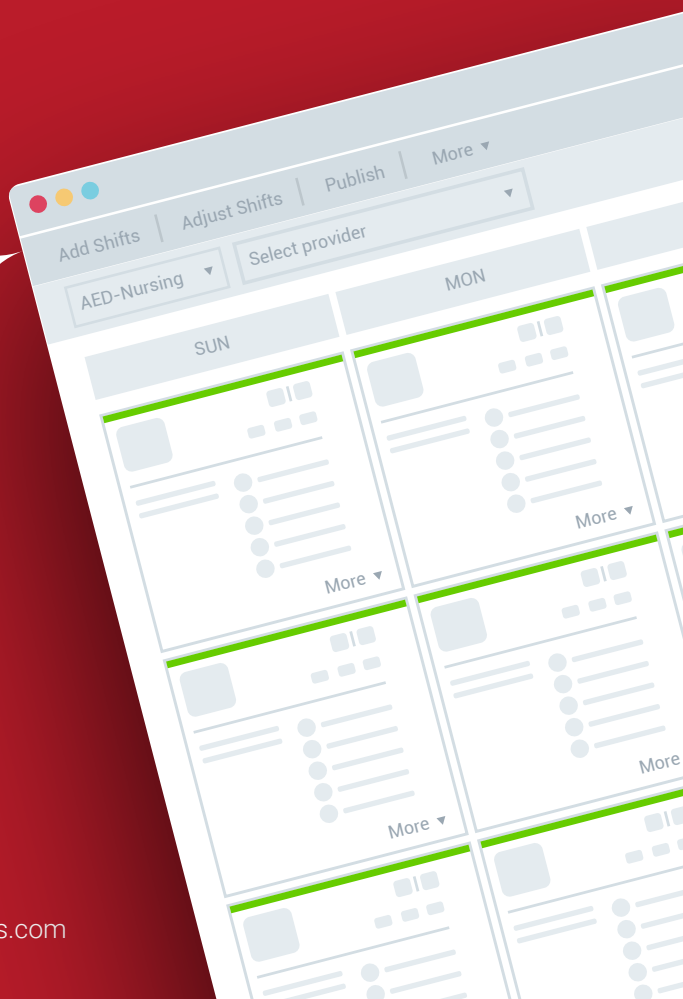 Add Shifts Adjust Shifts Publish More
AED-Nursing Select provider
SUN MON
More More
More More
s.com